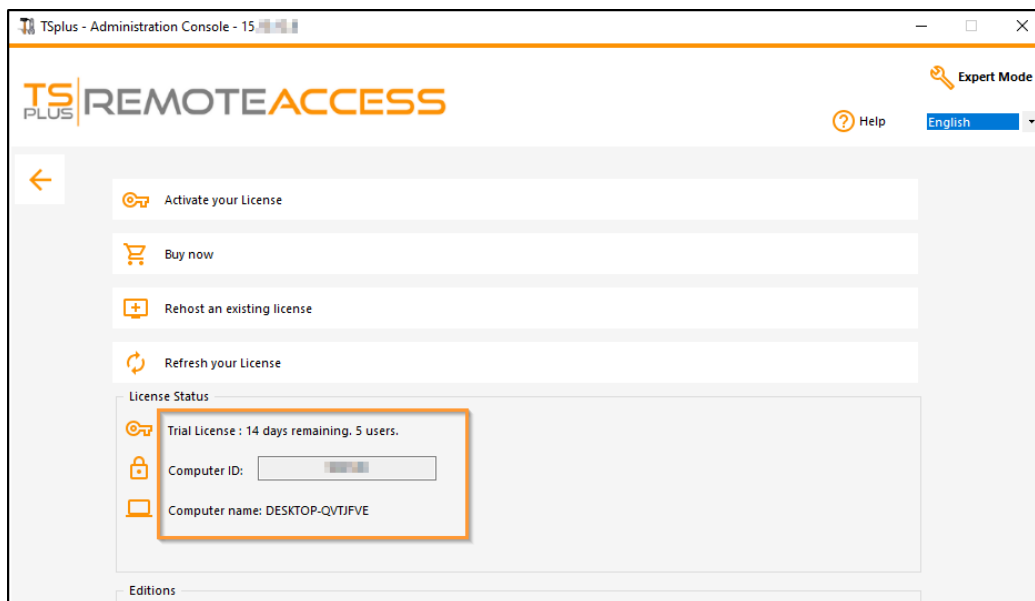 TSplus - Administration Console - 15.
Expert Mode
TS PLUS REMOTEACCESS
Help
English
Activate your License
Buy now
Rehost an existing license
Refresh your License
License Status
Trial License : 14 days remaining. 5 users.
Computer ID:
Computer name: DESKTOP-QVTJFVE
Editions